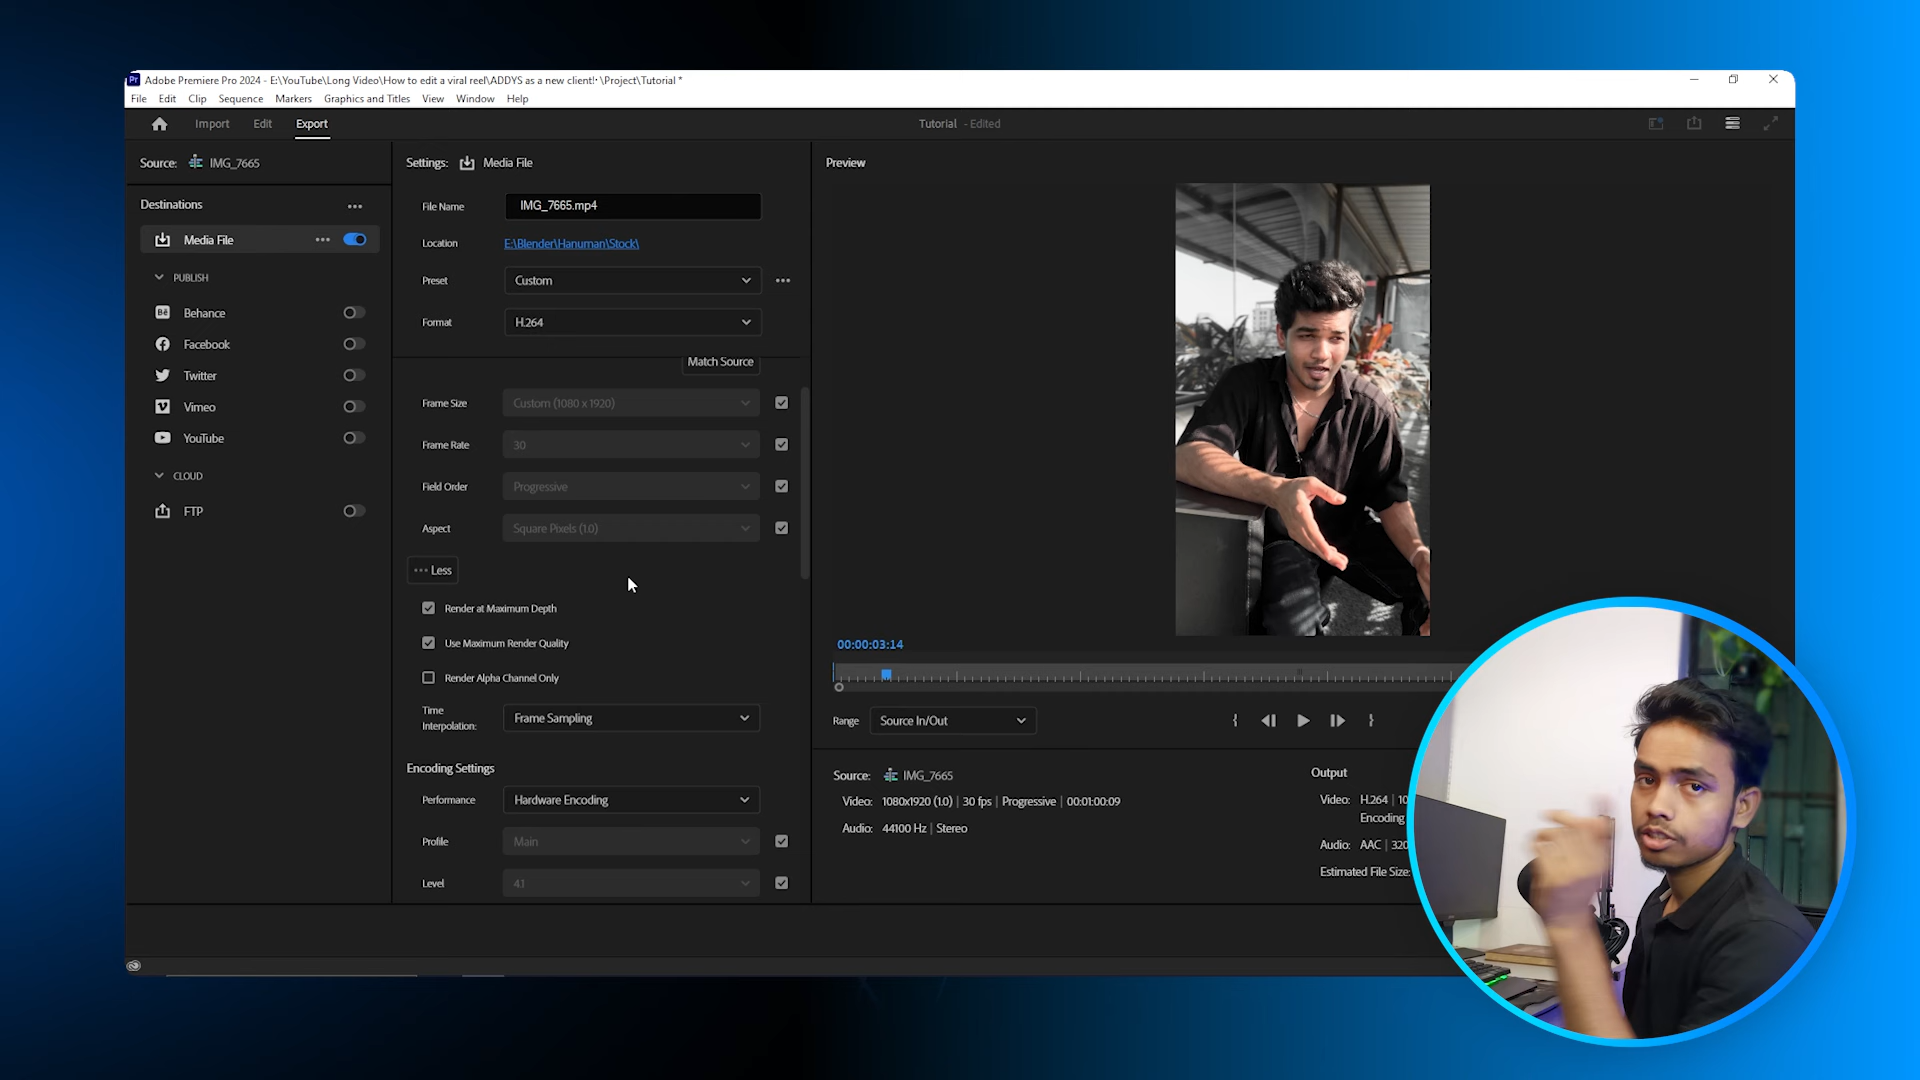 Pr Adobe Premiere Pro 2024 - E:\YouTube\Long Video\How to edit a viral reel\ADDYS as a new client!·\Project\Tutorial *
File Edit Clip Sequence Markers Graphics and Titles View Window Help
Import Edit Export
Tutorial - Edited
Source: IMG_7665
Destinations
Media File
PUBLISH
Bē Behance
Facebook
Twitter
Vimeo
YouTube
CLOUD
FTP
Settings: Media File
File Name IMG_7665.mp4
Location E:\Blender\Hanuman\Stock\
Preset Custom
Format H.264
Match Source
Frame Size Custom (1080 x 1920)
Frame Rate 30
Field Order Progressive
Aspect Square Pixels (1.0)
Less
Render at Maximum Depth
Use Maximum Render Quality
Render Alpha Channel Only
Time
Interpolation: Frame Sampling
Encoding Settings
Performance Hardware Encoding
Profile Main
Level 4.1
Preview
00:00:03:14
Range Source In/Out
Source: IMG_7665
Video: 1080x1920 (1.0) | 30 fps | Progressive | 00:01:00:09
Audio: 44100 Hz | Stereo
Output
Video: H.264 | 10
Encoding
Audio: AAC | 320
Estimated File Size: